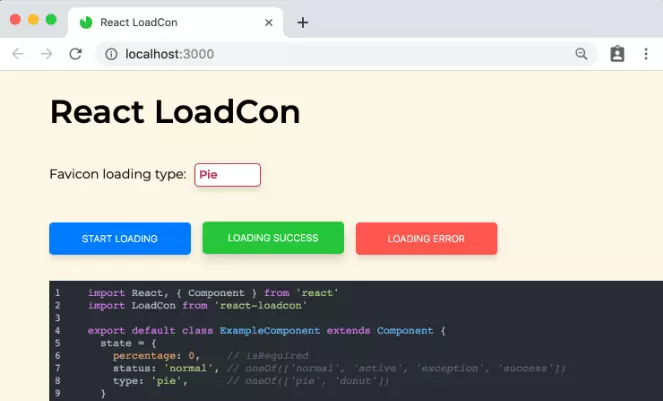 React LoadCon
localhost:3000
React LoadCon
Favicon loading type: Pie
START LOADING LOADING SUCCESS LOADING ERROR
1 import React, { Component } from 'react'
2 import LoadCon from 'react-loadcon'
3
4 export default class ExampleComponent extends Component {
5 state = {
6 percentage: 0, // isRequired
7 status: 'normal', // oneOf(['normal', 'active', 'exception', 'success'])
8 type: 'pie', // oneOf(['pie', 'donut'])
9 }